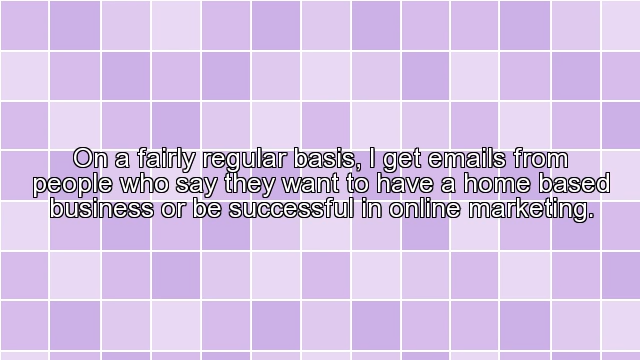 On a fairly regular basis, I get emails from
people who say they want to have a home based
business or be successful in online marketing.